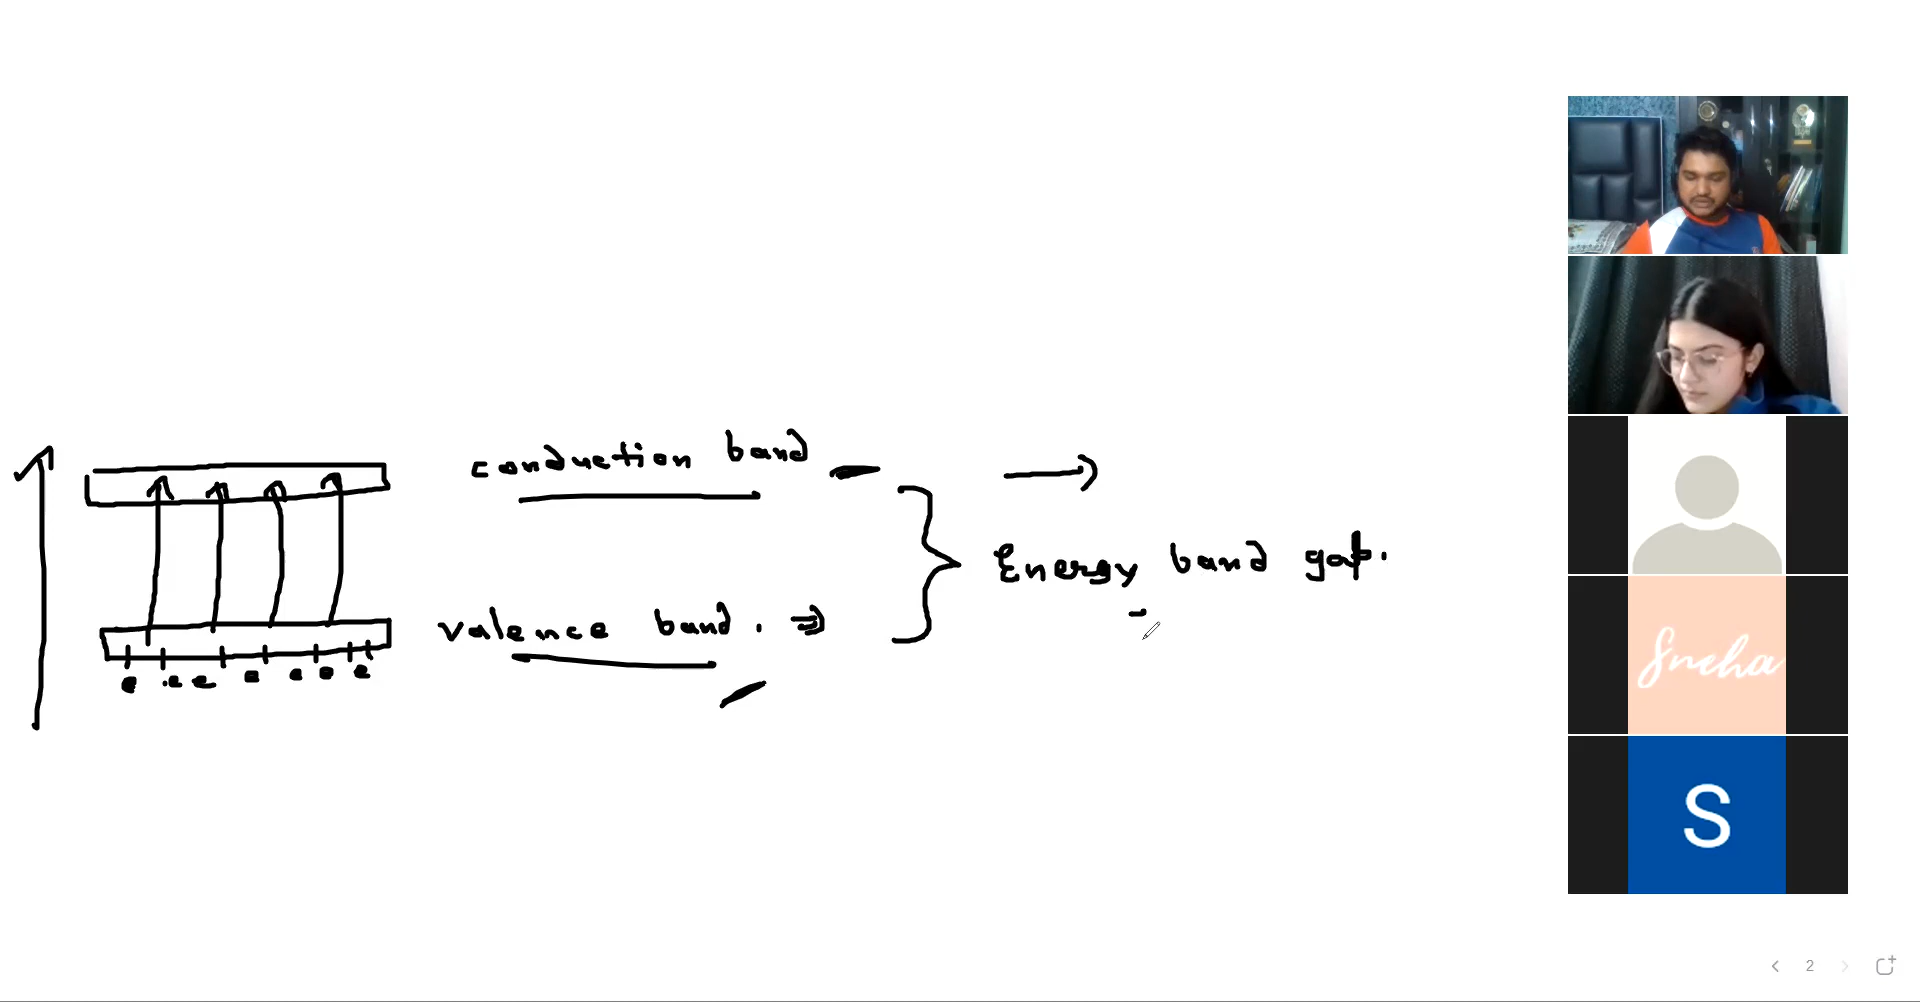 conduction band
valence band.
Energy band gap.
e e e e e e e
Sneha
S
2